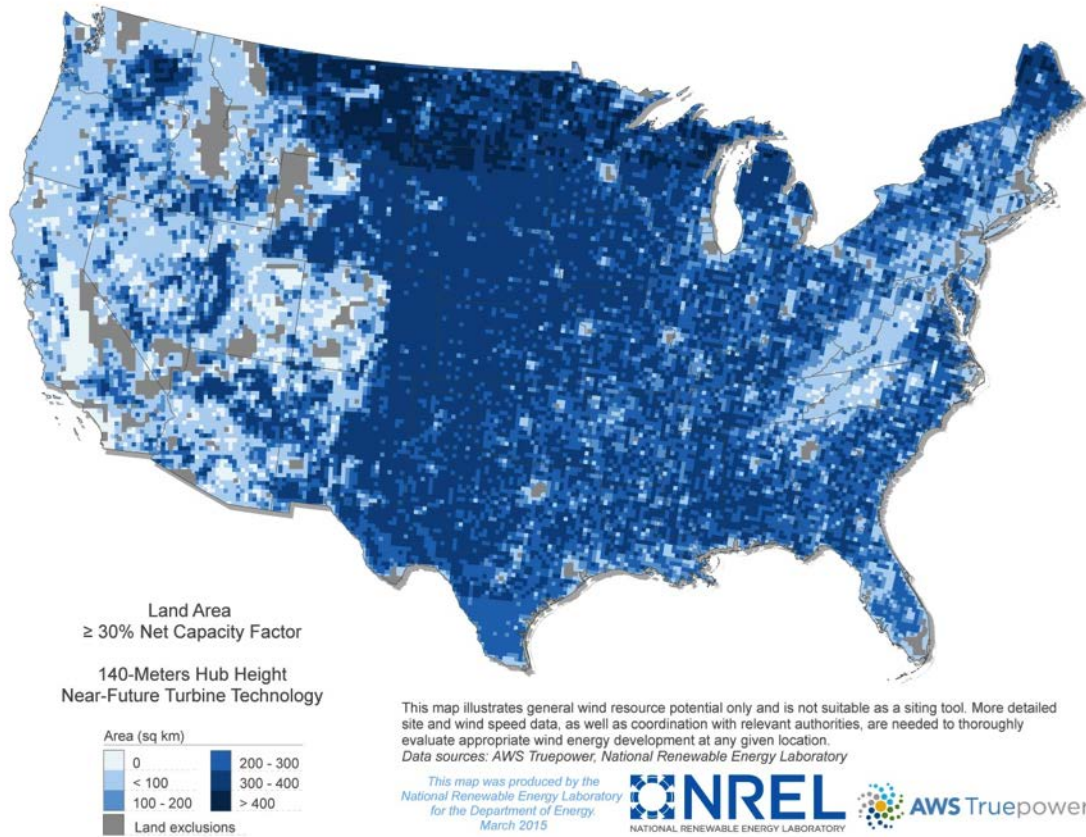 Land Area
≥ 30% Net Capacity Factor
140-Meters Hub Height
Near-Future Turbine Technology
Area (sq km)
0
< 100
100 - 200
200 - 300
300 - 400
> 400
Land exclusions
This map illustrates general wind resource potential only and is not suitable as a siting tool. More detailed
site and wind speed data, as well as coordination with relevant authorities, are needed to thoroughly
evaluate appropriate wind energy development at any given location.
Data sources: AWS Truepower, National Renewable Energy Laboratory
This map was produced by the
National Renewable Energy Laboratory
for the Department of Energy.
March 2015
NREL
NATIONAL RENEWABLE ENERGY LABORATORY
AWS Truepower